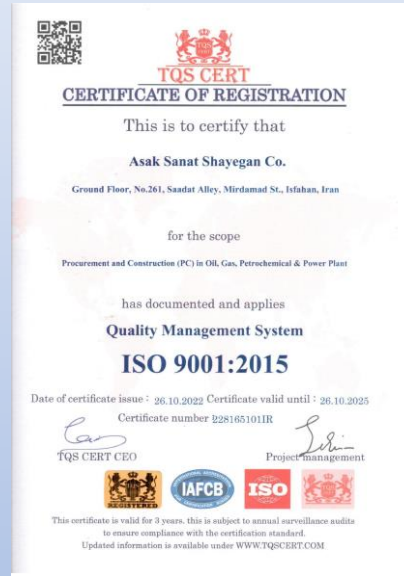 TQS
CERT
TQS CERT
CERTIFICATE OF REGISTRATION
This is to certify that
Asak Sanat Shayegan Co.
Ground Floor, No.261, Saadat Alley, Mirdamad St., Isfahan, Iran
for the scope
Procurement and Construction (PC) in Oil, Gas, Petrochemical & Power Plant
has documented and applies
Quality Management System
ISO 9001:2015
Date of certificate issue : 26.10.2022 Certificate valid until : 26.10.2025
Certificate number 228165101IR
TQS CERT CEO
Project management
REGISTERED
IAFCB
ISO
This certificate is valid for 3 years. this is subject to annual surveillance audits
to ensure compliance with the certification standard.
Updated information is available under WWW.TQSCERT.COM